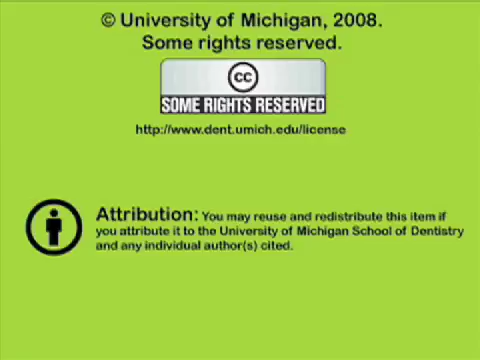 © University of Michigan, 2008.
Some rights reserved.
cc
SOME RIGHTS RESERVED
http://www.dent.umich.edu/license
Attribution: You may reuse and redistribute this item if
you attribute it to the University of Michigan School of Dentistry
and any individual author(s) cited.